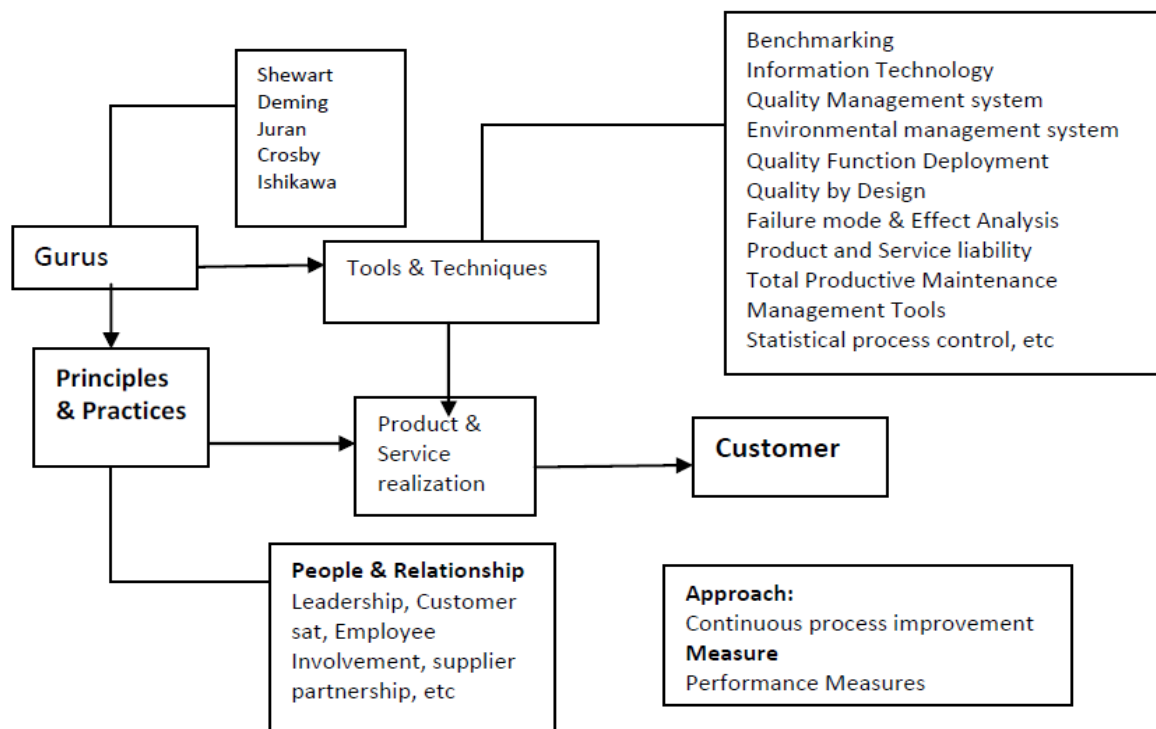 Shewart
Deming
Juran
Crosby
Ishikawa
Benchmarking
Information Technology
Quality Management system
Environmental management system
Quality Function Deployment
Quality by Design
Failure mode & Effect Analysis
Product and Service liability
Total Productive Maintenance
Management Tools
Statistical process control, etc
Gurus
Tools & Techniques
Principles
& Practices
Product &
Service
realization
Customer
People & Relationship
Leadership, Customer
sat, Employee
Involvement, supplier
partnership, etc
Approach:
Continuous process improvement
Measure
Performance Measures